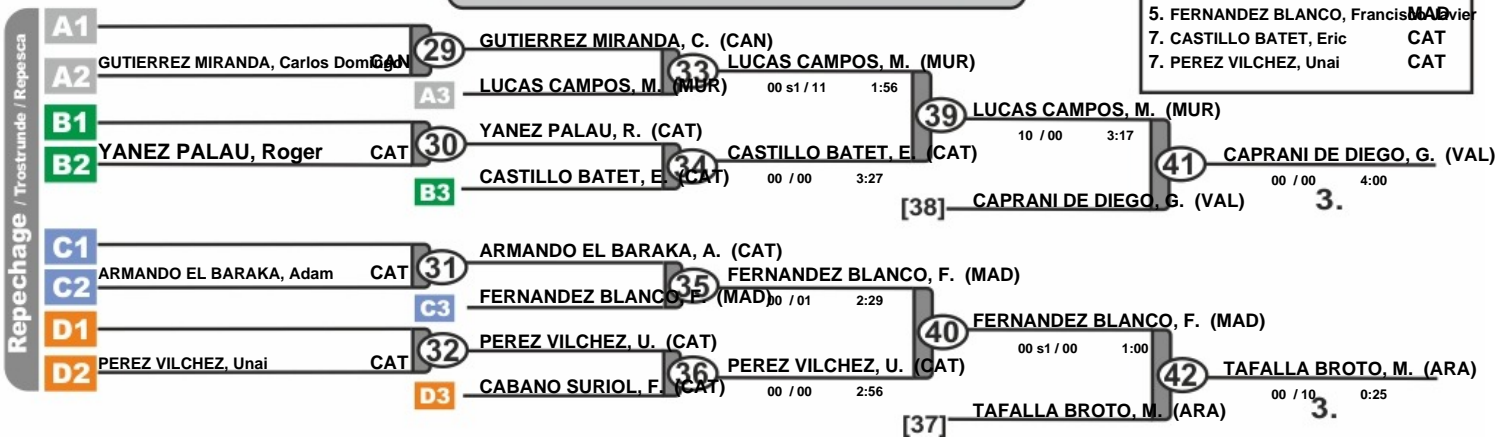 5. FERNANDEZ BLANCO, Francisco Javier MAD
7. CASTILLO BATET, Eric CAT
7. PEREZ VILCHEZ, Unai CAT
Repechage / Trostrunde / Repesca
A1
A2 GUTIERREZ MIRANDA, Carlos Domingo CAN
29 GUTIERREZ MIRANDA, C. (CAN)
A3 LUCAS CAMPOS, M. (MUR)
33 LUCAS CAMPOS, M. (MUR)
00 s1 / 11 1:56
B1
B2 YANEZ PALAU, Roger CAT
30 YANEZ PALAU, R. (CAT)
B3 CASTILLO BATET, E. (CAT)
34 CASTILLO BATET, E. (CAT)
00 / 00 3:27
39 LUCAS CAMPOS, M. (MUR)
10 / 00 3:17
[38] CAPRANI DE DIEGO, G. (VAL)
41 CAPRANI DE DIEGO, G. (VAL)
00 / 00 4:00
3.
C1
C2 ARMANDO EL BARAKA, Adam CAT
31 ARMANDO EL BARAKA, A. (CAT)
C3 FERNANDEZ BLANCO, F. (MAD)
35 FERNANDEZ BLANCO, F. (MAD)
00 / 01 2:29
D1
D2 PEREZ VILCHEZ, Unai CAT
32 PEREZ VILCHEZ, U. (CAT)
D3 CABANO SURIOL, F. (CAT)
36 PEREZ VILCHEZ, U. (CAT)
00 / 00 2:56
40 FERNANDEZ BLANCO, F. (MAD)
00 s1 / 00 1:00
[37] TAFALLA BROTO, M. (ARA)
42 TAFALLA BROTO, M. (ARA)
00 / 10 0:25
3.